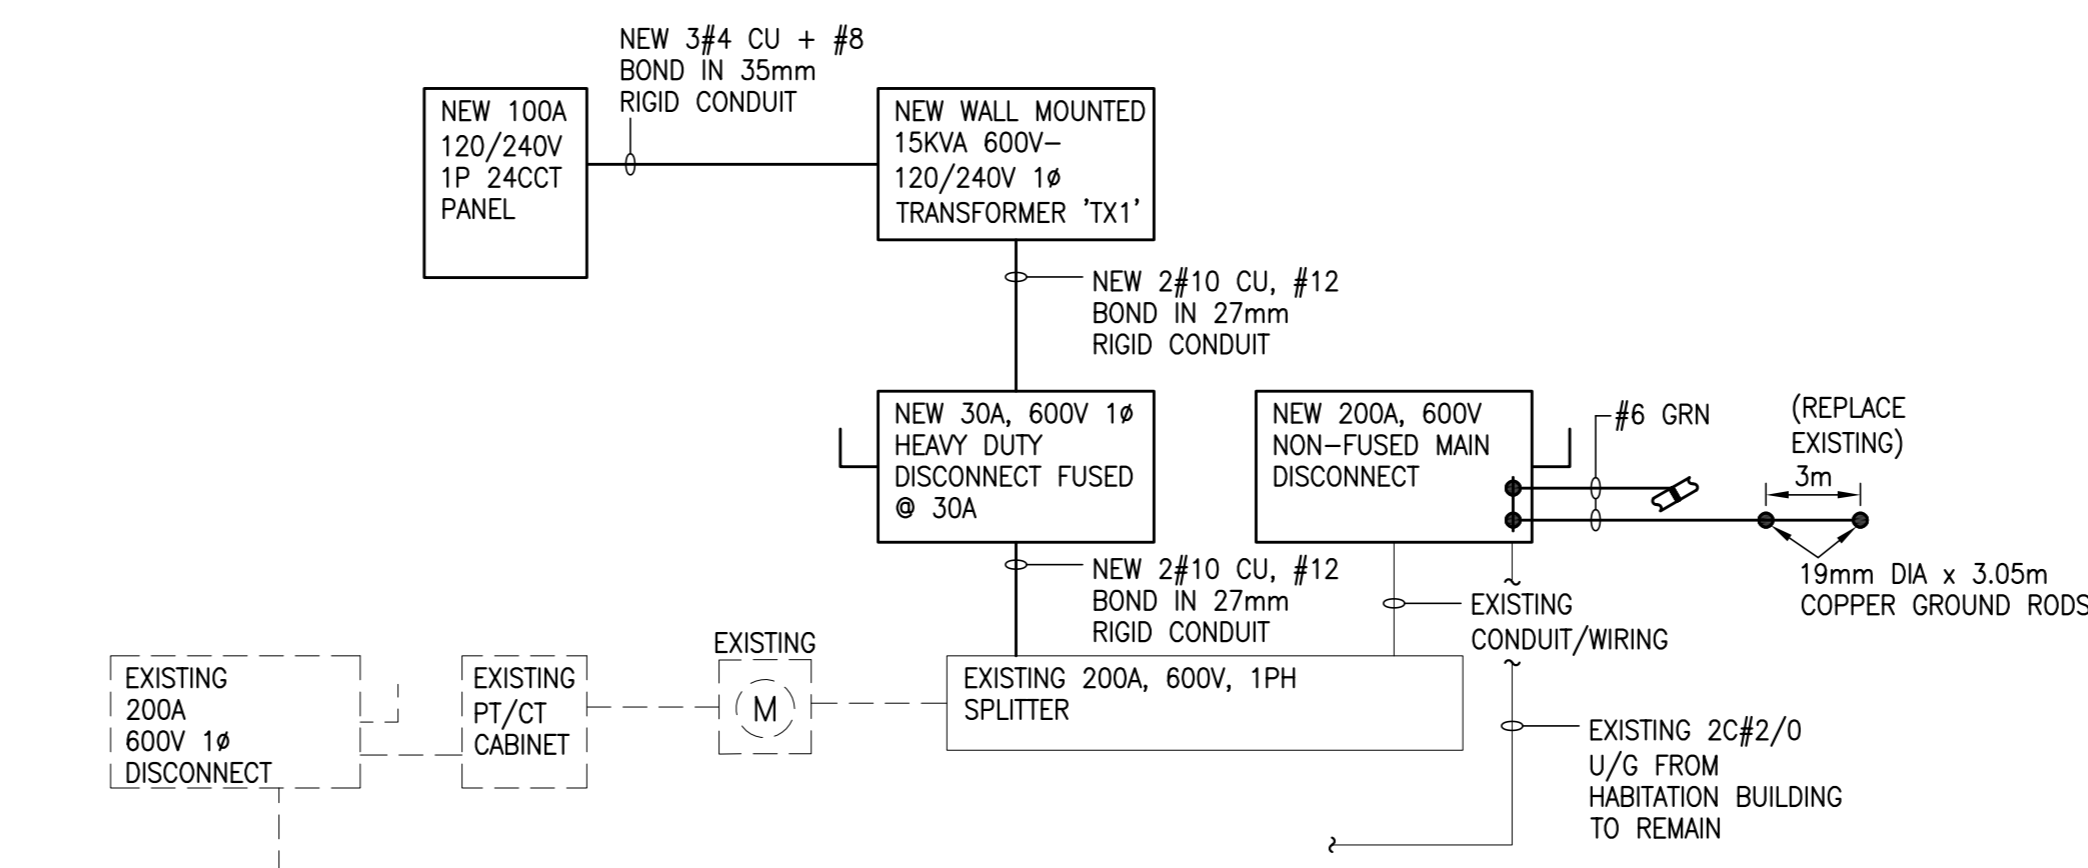 NEW 3#4 CU + #8
BOND IN 35mm
RIGID CONDUIT
NEW 100A
120/240V
1P 24CCT
PANEL
NEW WALL MOUNTED
15KVA 600V-
120/240V 1ø
TRANSFORMER 'TX1'
NEW 2#10 CU, #12
BOND IN 27mm
RIGID CONDUIT
NEW 30A, 600V 1ø
HEAVY DUTY
DISCONNECT FUSED
@ 30A
NEW 200A, 600V
NON-FUSED MAIN
DISCONNECT
#6 GRN
(REPLACE
EXISTING)
3m
19mm DIA x 3.05m
COPPER GROUND RODS
NEW 2#10 CU, #12
BOND IN 27mm
RIGID CONDUIT
EXISTING
CONDUIT/WIRING
EXISTING
200A
600V 1ø
DISCONNECT
EXISTING
PT/CT
CABINET
EXISTING
M
EXISTING 200A, 600V, 1PH
SPLITTER
EXISTING 2C#2/0
U/G FROM
HABITATION BUILDING
TO REMAIN